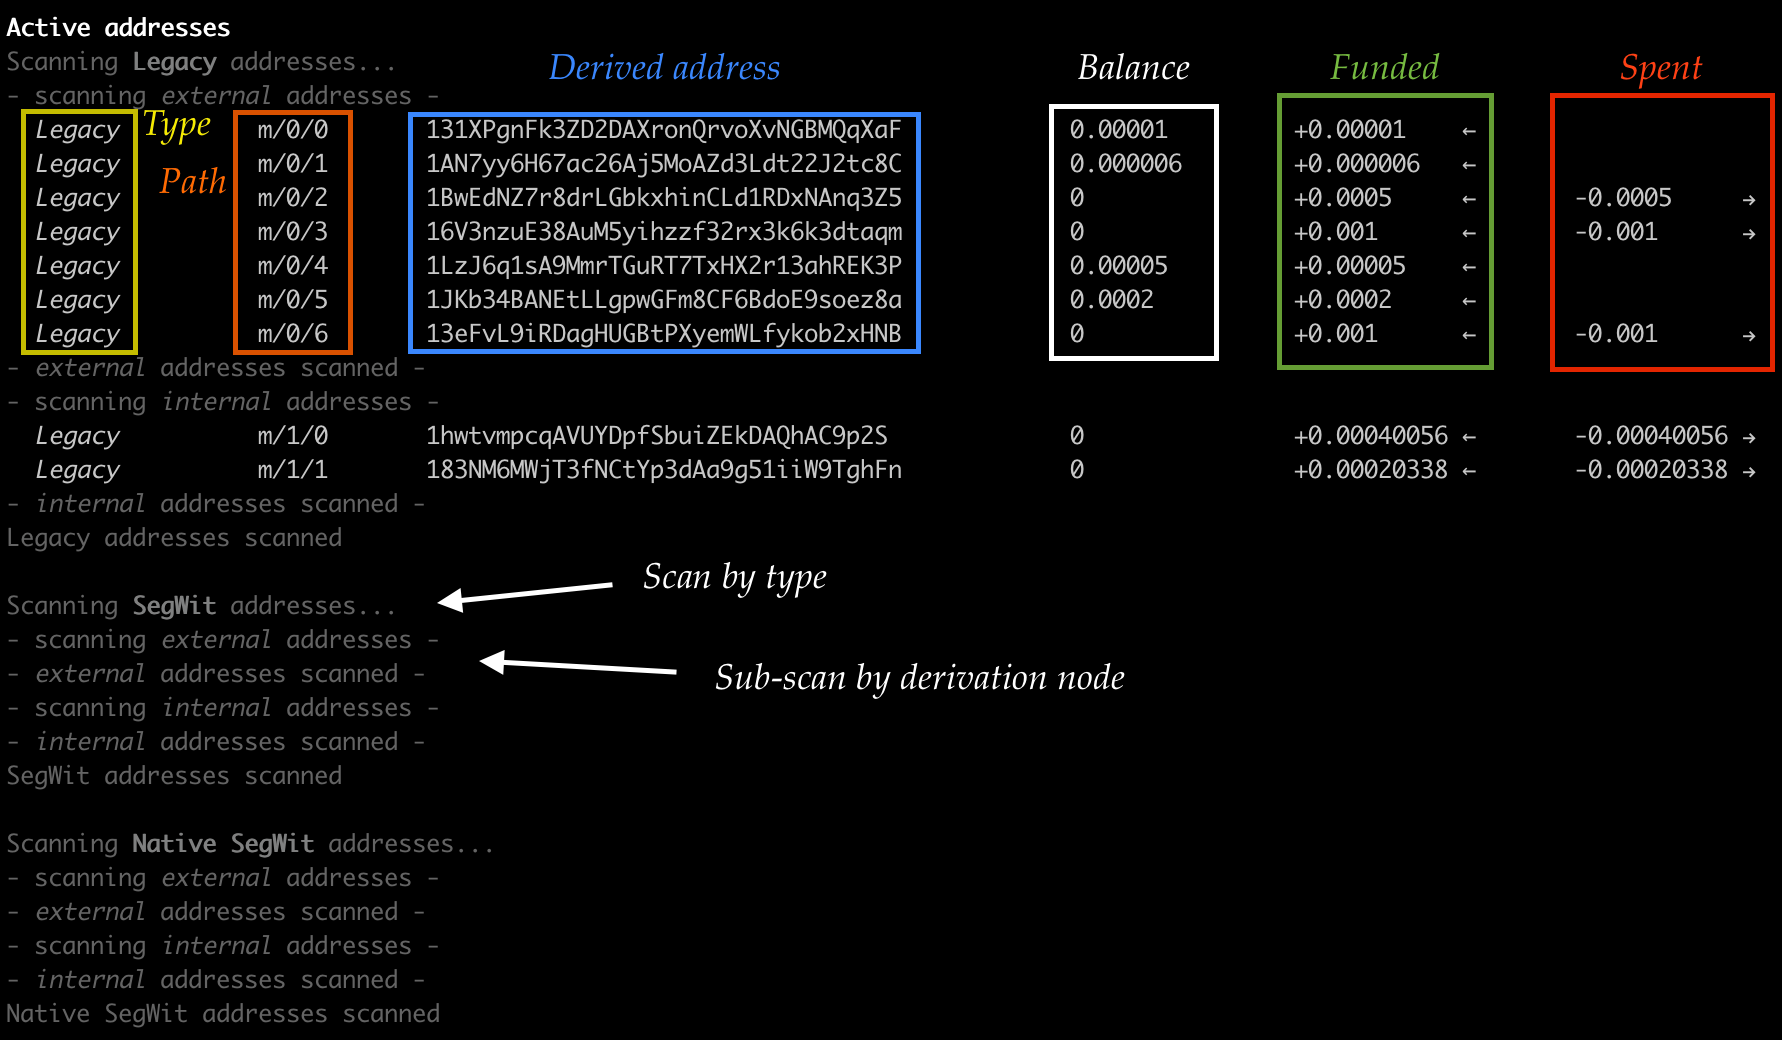 Active addresses
Scanning Legacy addresses...
Derived address Balance Funded Spent
- scanning external addresses -
Type
Path
Legacy m/0/0 131XPgnFk3ZD2DAXronQrvoXvNGBMQqXaF 0.00001 +0.00001 ←
Legacy m/0/1 1AN7yy6H67ac26Aj5MoAZd3Ldt22J2tc8C 0.000006 +0.000006 ←
Legacy m/0/2 1BwEdNZ7r8drLGbkxhinCLd1RDxNAnq3Z5 0 +0.0005 ← -0.0005 →
Legacy m/0/3 16V3nzuE38AuM5yihzzf32rx3k6k3dtaqm 0 +0.001 ← -0.001 →
Legacy m/0/4 1LzJ6q1sA9MmrTGuRT7TxHX2r13ahREK3P 0.00005 +0.00005 ←
Legacy m/0/5 1JKb34BANEtLLgpwGFm8CF6BdoE9soez8a 0.0002 +0.0002 ←
Legacy m/0/6 13eFvL9iRDagHUGBtPXyemWLfykob2xHNB 0 +0.001 ← -0.001 →
- external addresses scanned -
- scanning internal addresses -
Legacy m/1/0 1hwtvmpcqAVUYDpfSbuiZEkDAQhAC9p2S 0 +0.00040056 ← -0.00040056 →
Legacy m/1/1 183NM6MWjT3fNCtYp3dAa9g51iiW9TghFn 0 +0.00020338 ← -0.00020338 →
- internal addresses scanned -
Legacy addresses scanned
Scan by type
Scanning SegWit addresses...
- scanning external addresses -
- external addresses scanned -
Sub-scan by derivation node
- scanning internal addresses -
- internal addresses scanned -
SegWit addresses scanned
Scanning Native SegWit addresses...
- scanning external addresses -
- external addresses scanned -
- scanning internal addresses -
- internal addresses scanned -
Native SegWit addresses scanned